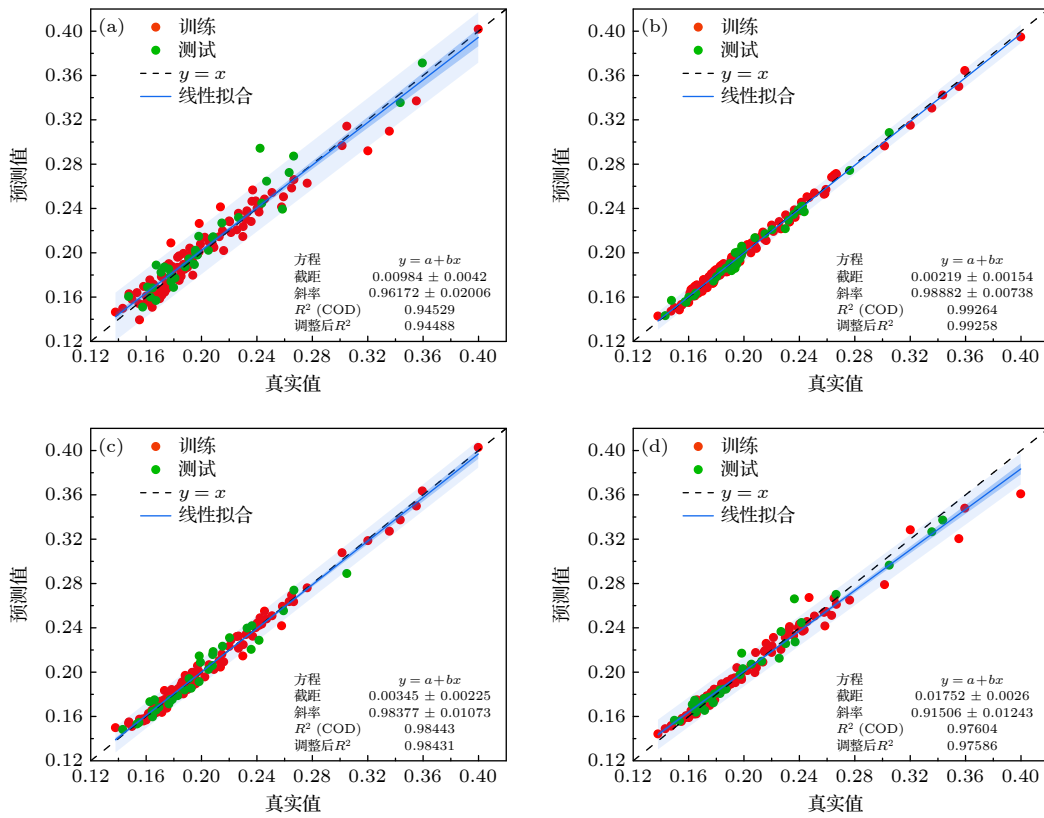 (a)
训练
测试
y = x
线性拟合
方程 y = a+bx
截距 0.00984 ± 0.0042
斜率 0.96172 ± 0.02006
R² (COD) 0.94529
调整后R² 0.94488
0.40
0.36
0.32
0.28
0.24
0.20
0.16
0.12
预测值
0.12 0.16 0.20 0.24 0.28 0.32 0.36 0.40
真实值
(b)
训练
测试
y = x
线性拟合
方程 y = a+bx
截距 0.00219 ± 0.00154
斜率 0.98882 ± 0.00738
R² (COD) 0.99264
调整后R² 0.99258
0.40
0.36
0.32
0.28
0.24
0.20
0.16
0.12
预测值
0.12 0.16 0.20 0.24 0.28 0.32 0.36 0.40
真实值
(c)
训练
测试
y = x
线性拟合
方程 y = a+bx
截距 0.00345 ± 0.00225
斜率 0.98377 ± 0.01073
R² (COD) 0.98443
调整后R² 0.98431
0.40
0.36
0.32
0.28
0.24
0.20
0.16
0.12
预测值
0.12 0.16 0.20 0.24 0.28 0.32 0.36 0.40
真实值
(d)
训练
测试
y = x
线性拟合
方程 y = a+bx
截距 0.01752 ± 0.0026
斜率 0.91506 ± 0.01243
R² (COD) 0.97604
调整后R² 0.97586
0.40
0.36
0.32
0.28
0.24
0.20
0.16
0.12
预测值
0.12 0.16 0.20 0.24 0.28 0.32 0.36 0.40
真实值